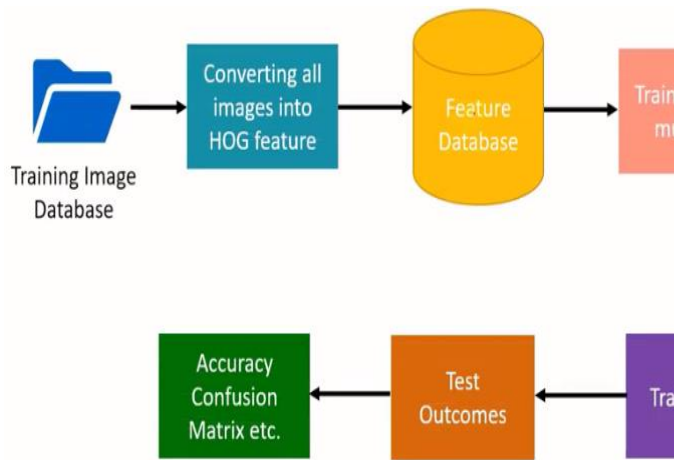 Converting all
images into
HOG feature
Feature
Database
Training Image
Database
Accuracy
Confusion
Matrix etc.
Test
Outcomes